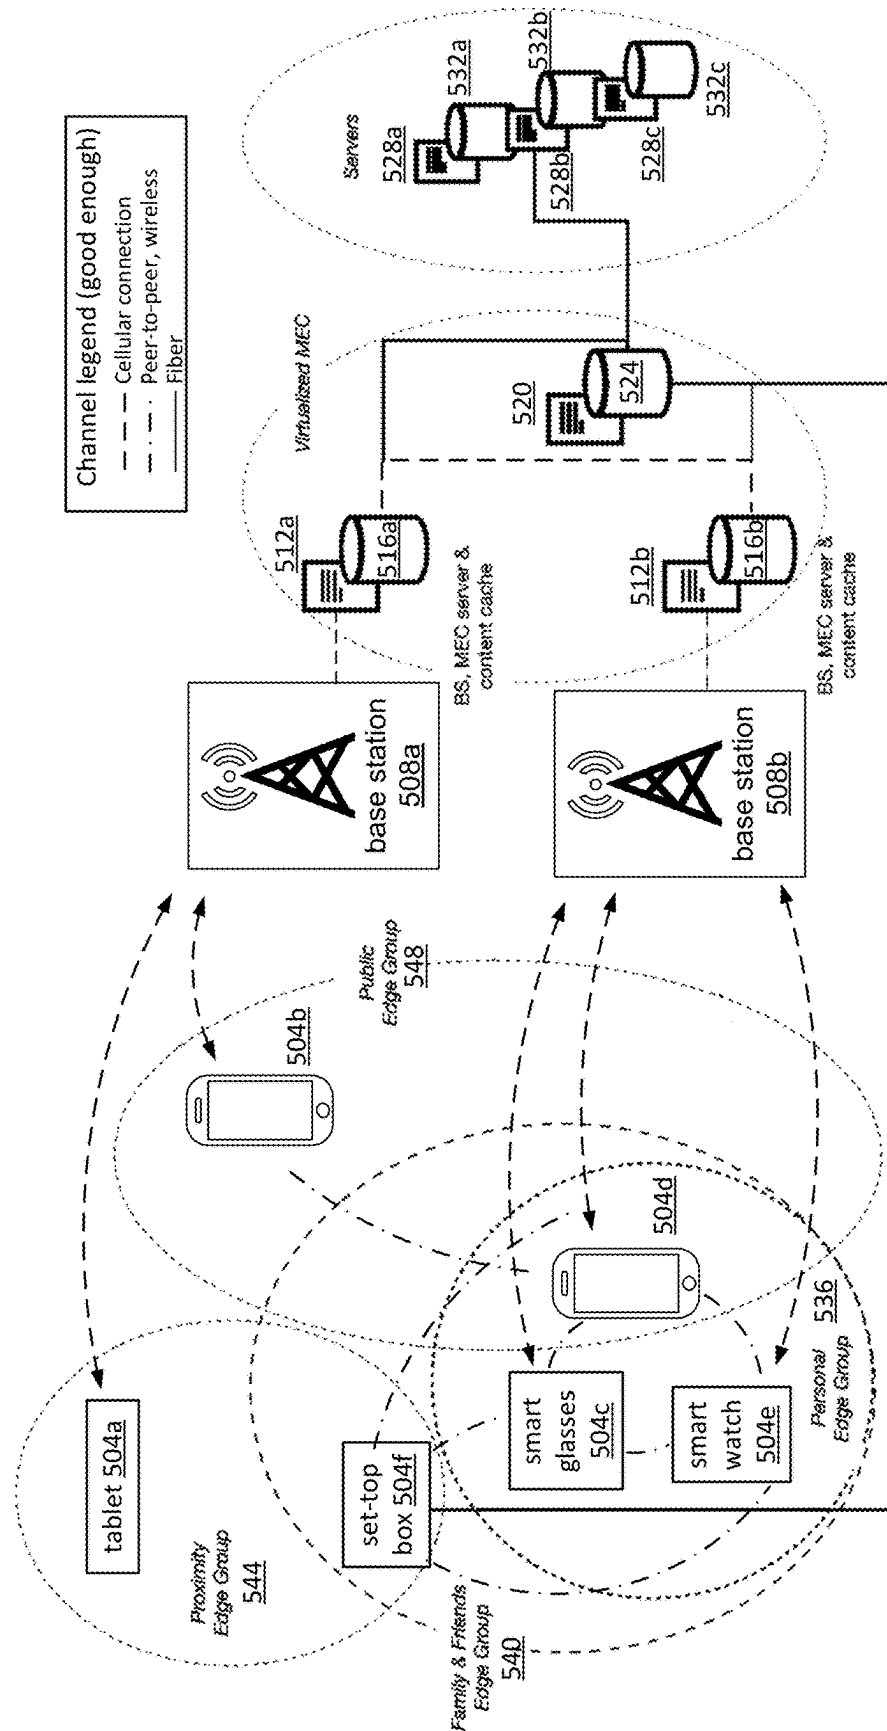 Channel legend (good enough)
Cellular connection
Peer-to-peer, wireless
Fiber
Proximity
Edge Group
544
tablet 504a
Family & Friends
Edge Group
540
set-top
box 504f
smart
glasses
504c
smart
watch
504e
Personal
Edge Group
536
504d
504b
Public
Edge Group
548
base station
508a
base station
508b
512a
516a
BS, MEC server &
content cache
512b
516b
BS, MEC server &
content cache
Virtualized MEC
520
524
Servers
528a
532a
528b
532b
528c
532c